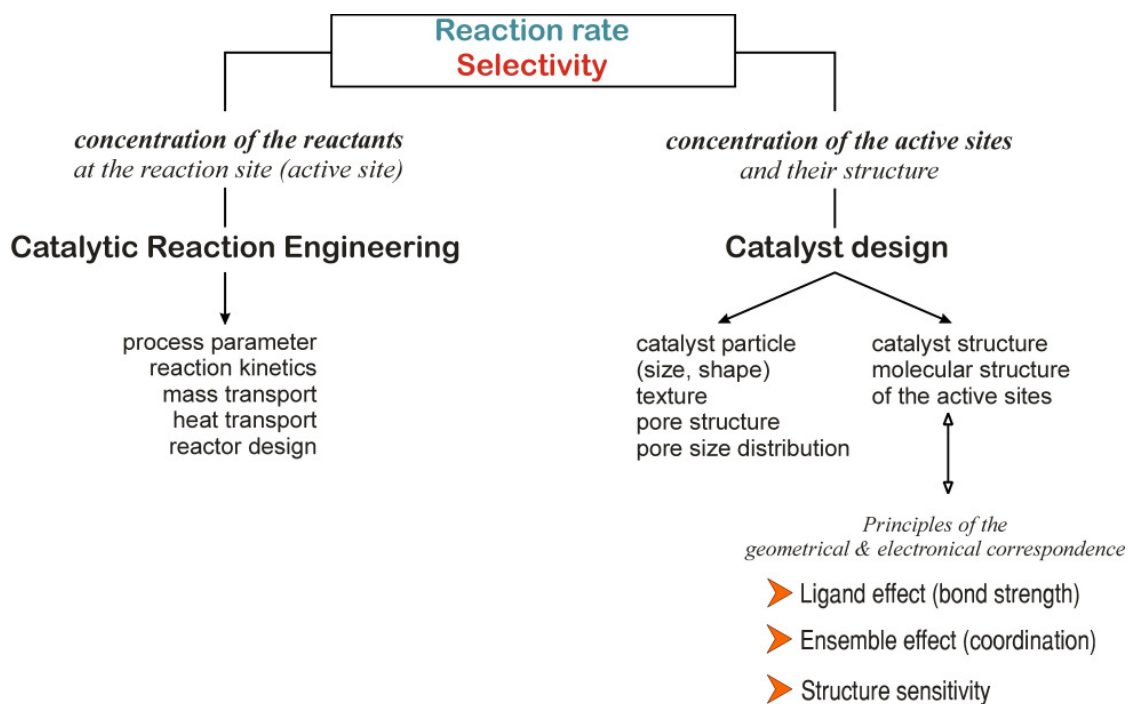 Reaction rate
Selectivity
concentration of the reactants
at the reaction site (active site)
Catalytic Reaction Engineering
process parameter
reaction kinetics
mass transport
heat transport
reactor design
concentration of the active sites
and their structure
Catalyst design
catalyst particle
(size, shape)
texture
pore structure
pore size distribution
catalyst structure
molecular structure
of the active sites
Principles of the
geometrical & electronical correspondence
Ligand effect (bond strength)
Ensemble effect (coordination)
Structure sensitivity